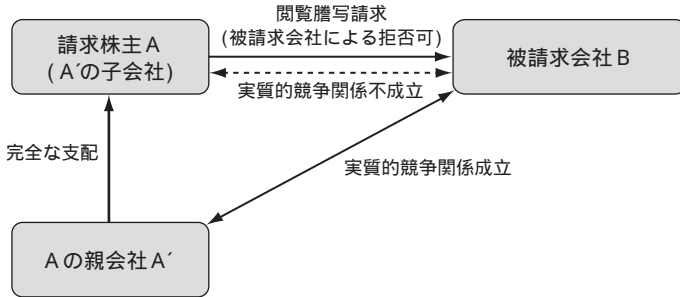 閲覧謄写請求
(被請求会社による拒否可)
請求株主A
(A´の子会社)
被請求会社B
実質的競争関係不成立
完全な支配
実質的競争関係成立
Aの親会社A´